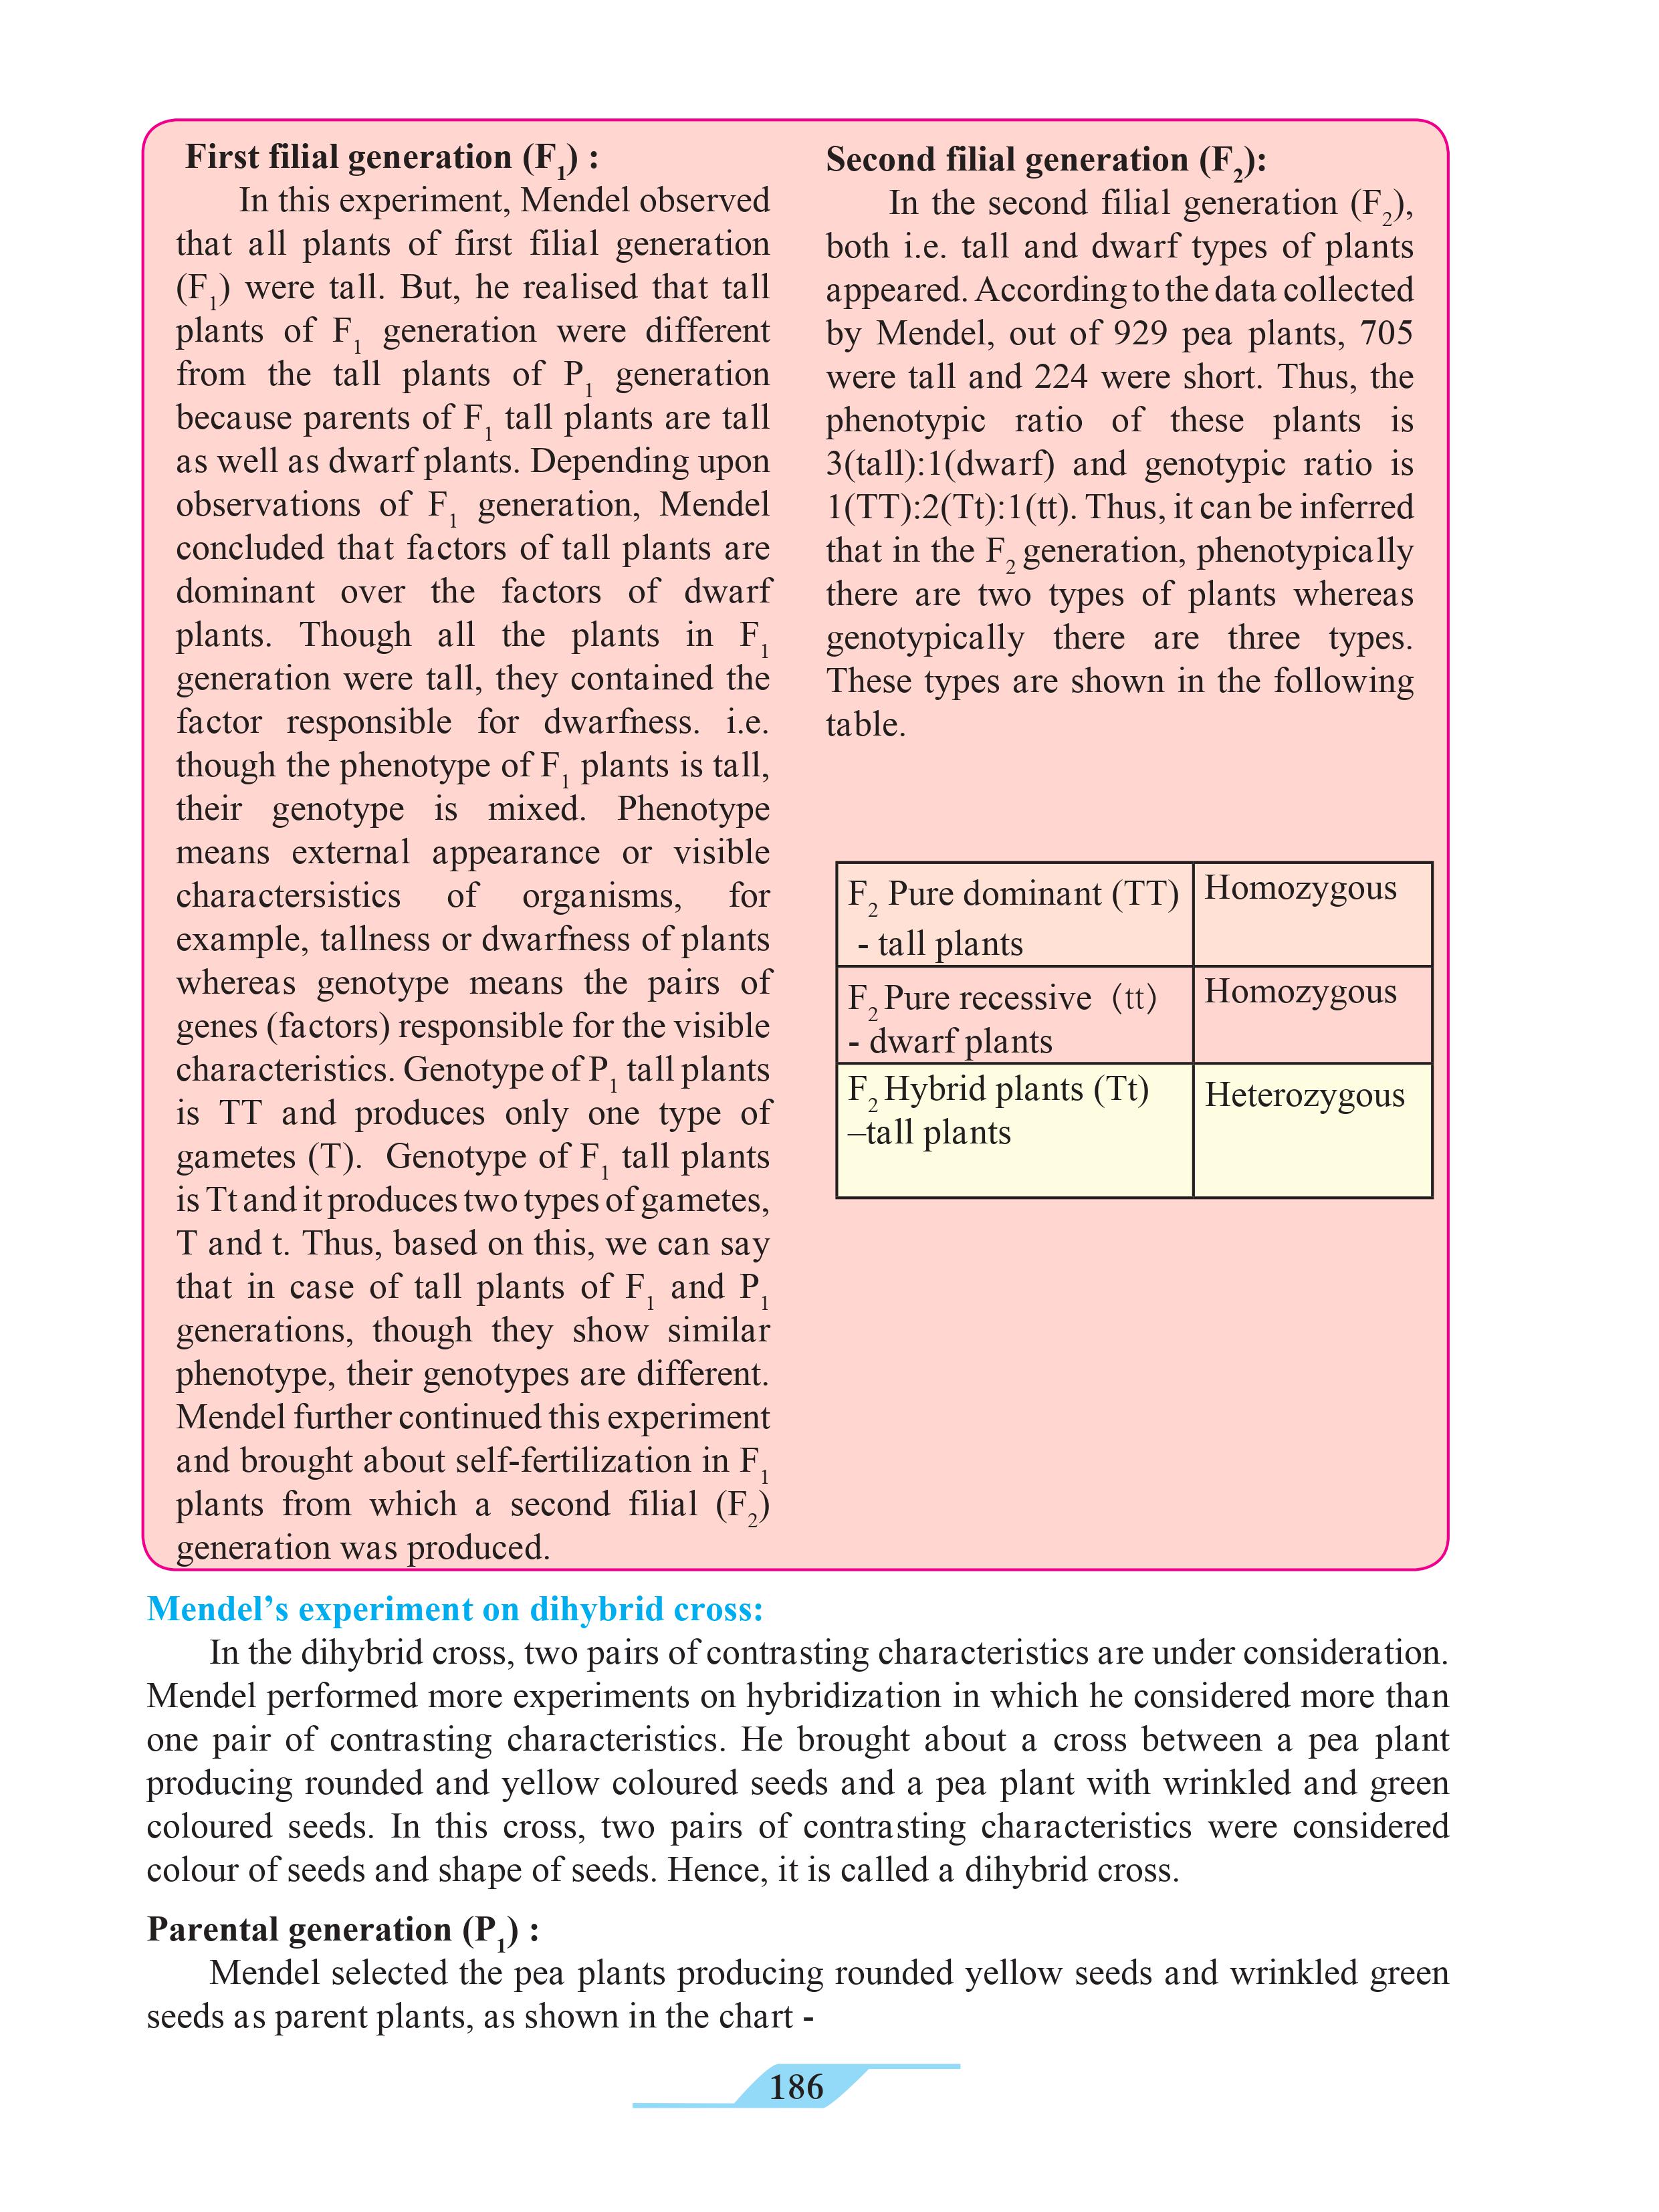 First filial generation (F₁) :
In this experiment, Mendel observed
that all plants of first filial generation
(F₁) were tall. But, he realised that tall
plants of F₁ generation were different
from the tall plants of P₁ generation
because parents of F₁ tall plants are tall
as well as dwarf plants. Depending upon
observations of F₁ generation, Mendel
concluded that factors of tall plants are
dominant over the factors of dwarf
plants. Though all the plants in F₁
generation were tall, they contained the
factor responsible for dwarfness. i.e.
though the phenotype of F₁ plants is tall,
their genotype is mixed. Phenotype
means external appearance or visible
charactersistics of organisms, for
example, tallness or dwarfness of plants
whereas genotype means the pairs of
genes (factors) responsible for the visible
characteristics. Genotype of P₁ tall plants
is TT and produces only one type of
gametes (T). Genotype of F₁ tall plants
is Tt and it produces two types of gametes,
T and t. Thus, based on this, we can say
that in case of tall plants of F₁ and P₁
generations, though they show similar
phenotype, their genotypes are different.
Mendel further continued this experiment
and brought about self-fertilization in F₁
plants from which a second filial (F₂)
generation was produced.
Second filial generation (F₂):
In the second filial generation (F₂),
both i.e. tall and dwarf types of plants
appeared. According to the data collected
by Mendel, out of 929 pea plants, 705
were tall and 224 were short. Thus, the
phenotypic ratio of these plants is
3(tall):1(dwarf) and genotypic ratio is
1(TT):2(Tt):1(tt). Thus, it can be inferred
that in the F₂ generation, phenotypically
there are two types of plants whereas
genotypically there are three types.
These types are shown in the following
table.
F₂ Pure dominant (TT) Homozygous
- tall plants
F₂ Pure recessive (tt) Homozygous
- dwarf plants
F₂ Hybrid plants (Tt) Heterozygous
–tall plants
Mendel’s experiment on dihybrid cross:
In the dihybrid cross, two pairs of contrasting characteristics are under consideration.
Mendel performed more experiments on hybridization in which he considered more than
one pair of contrasting characteristics. He brought about a cross between a pea plant
producing rounded and yellow coloured seeds and a pea plant with wrinkled and green
coloured seeds. In this cross, two pairs of contrasting characteristics were considered
colour of seeds and shape of seeds. Hence, it is called a dihybrid cross.
Parental generation (P₁) :
Mendel selected the pea plants producing rounded yellow seeds and wrinkled green
seeds as parent plants, as shown in the chart -
186